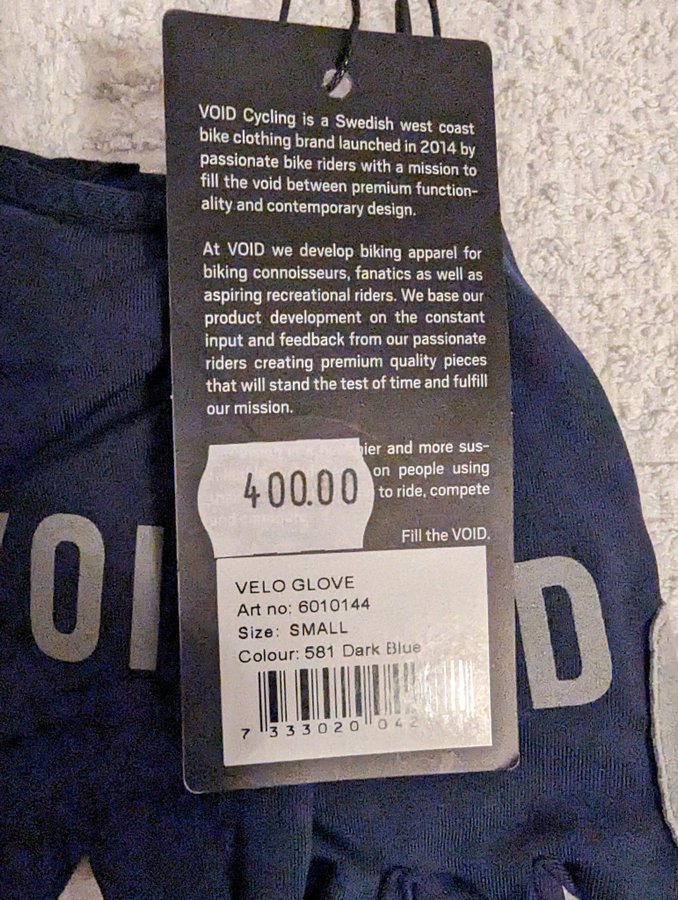 VOID Cycling is a Swedish west coast
bike clothing brand launched in 2014 by
passionate bike riders with a mission to
fill the void between premium function-
ality and contemporary design.
At VOID we develop biking apparel for
biking connoisseurs, fanatics as well as
aspiring recreational riders. We base our
product development on the constant
input and feedback from our passionate
riders creating premium quality pieces
that will stand the test of time and fulfill
our mission.
and more sus-
on people using
to ride, compete
400.00
Fill the VOID.
VELO GLOVE
Art no: 6010144
Size: SMALL
Colour: 581 Dark Blue
7 333020 042
VOI
D